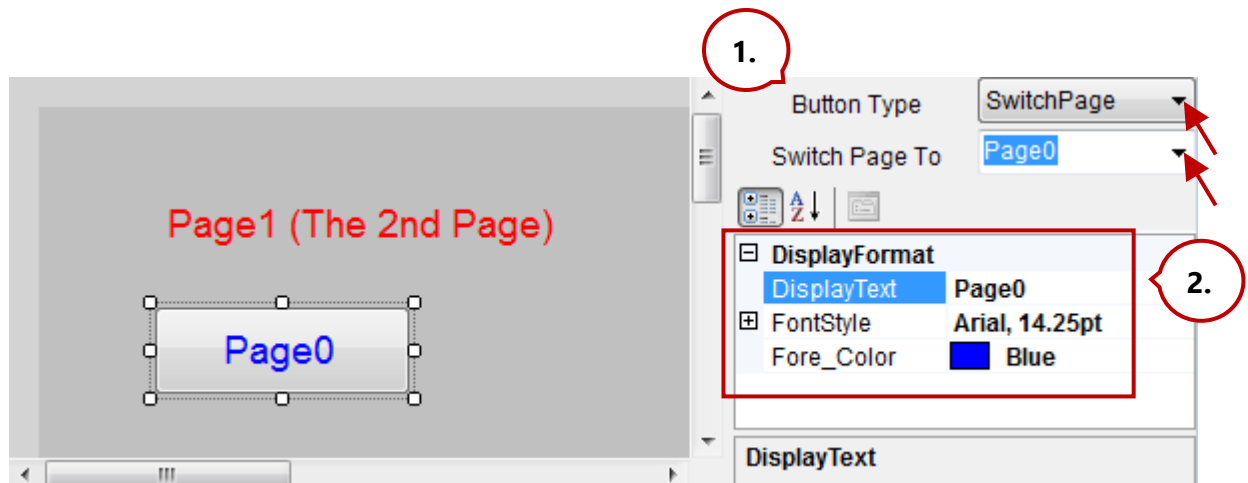 1.
Button Type SwitchPage
Switch Page To Page0
A
Z
Page1 (The 2nd Page)
DisplayFormat
DisplayText Page0
FontStyle Arial, 14.25pt
Fore_Color Blue
2.
Page0
DisplayText